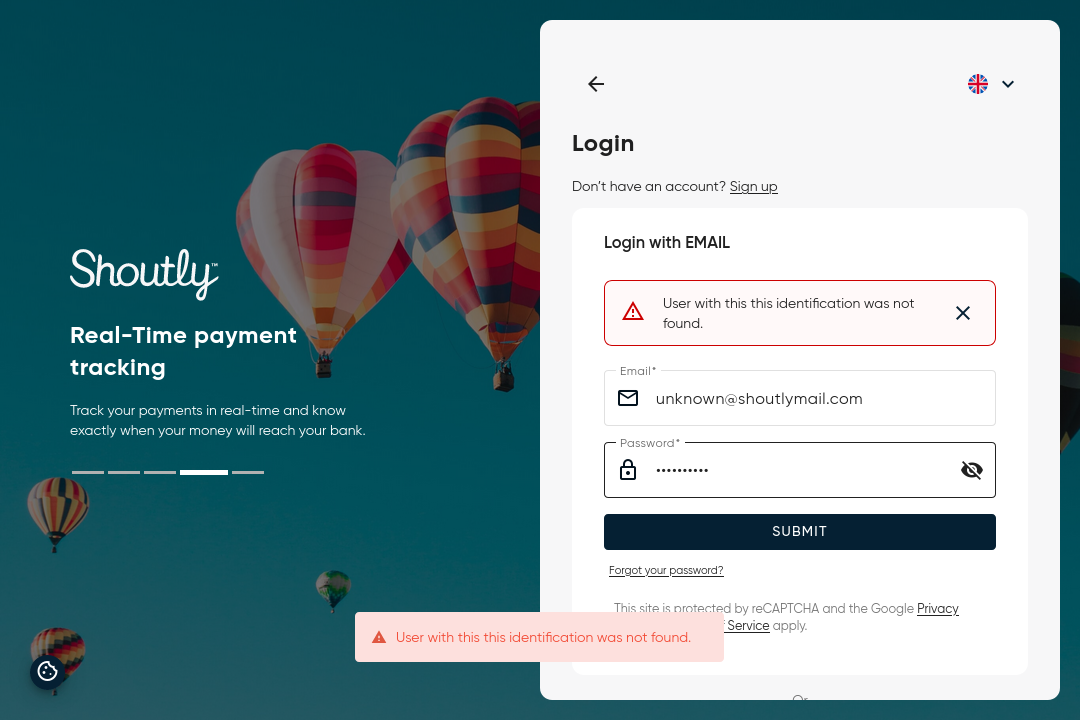 Shoutly™
Real-Time payment
tracking
Track your payments in real-time and know
exactly when your money will reach your bank.
Login
Don't have an account? Sign up
Login with EMAIL
User with this this identification was not
found.
Email*
unknown@shoutlymail.com
Password*
••••••••••
SUBMIT
Forgot your password?
This site is protected by reCAPTCHA and the Google Privacy
Service apply.
User with this this identification was not found.
Or